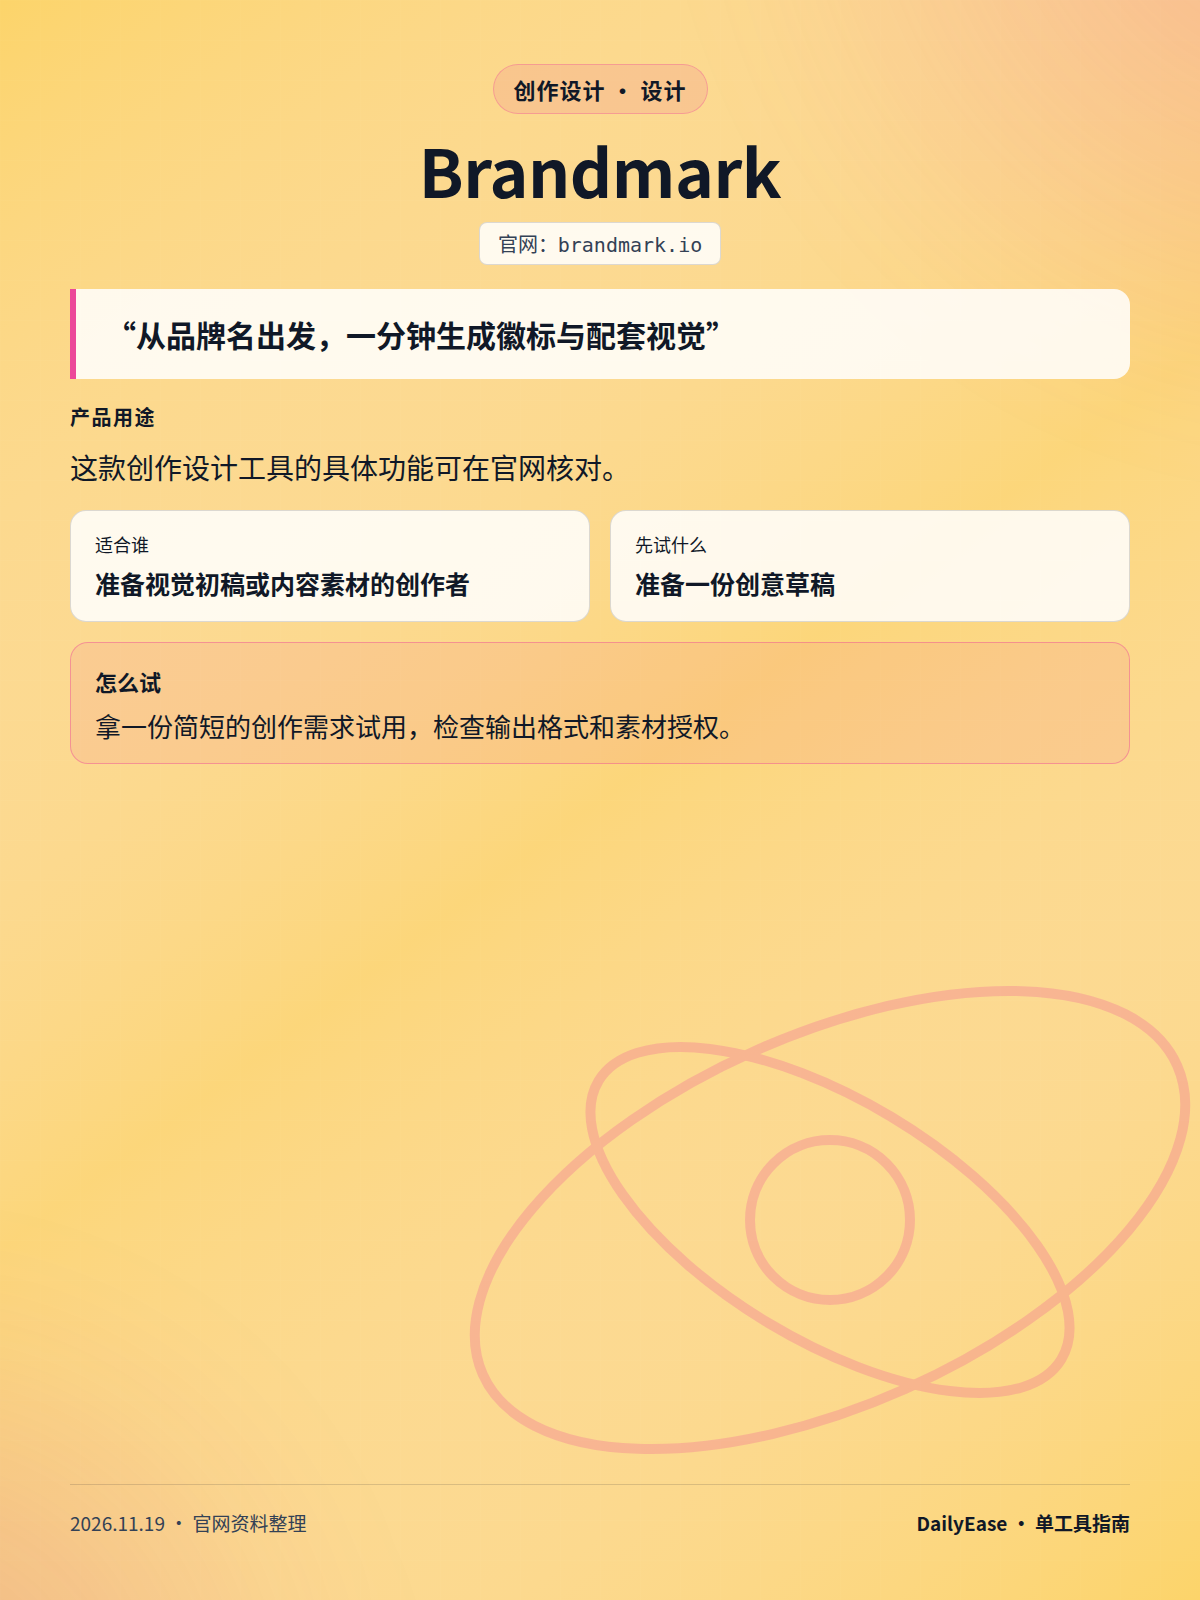 创作设计 · 设计
Brandmark
官网：brandmark.io
“从品牌名出发，一分钟生成徽标与配套视觉”
产品用途
这款创作设计工具的具体功能可在官网核对。
适合谁
准备视觉初稿或内容素材的创作者
先试什么
准备一份创意草稿
怎么试
拿一份简短的创作需求试用，检查输出格式和素材授权。
2026.11.19 · 官网资料整理
DailyEase · 单工具指南